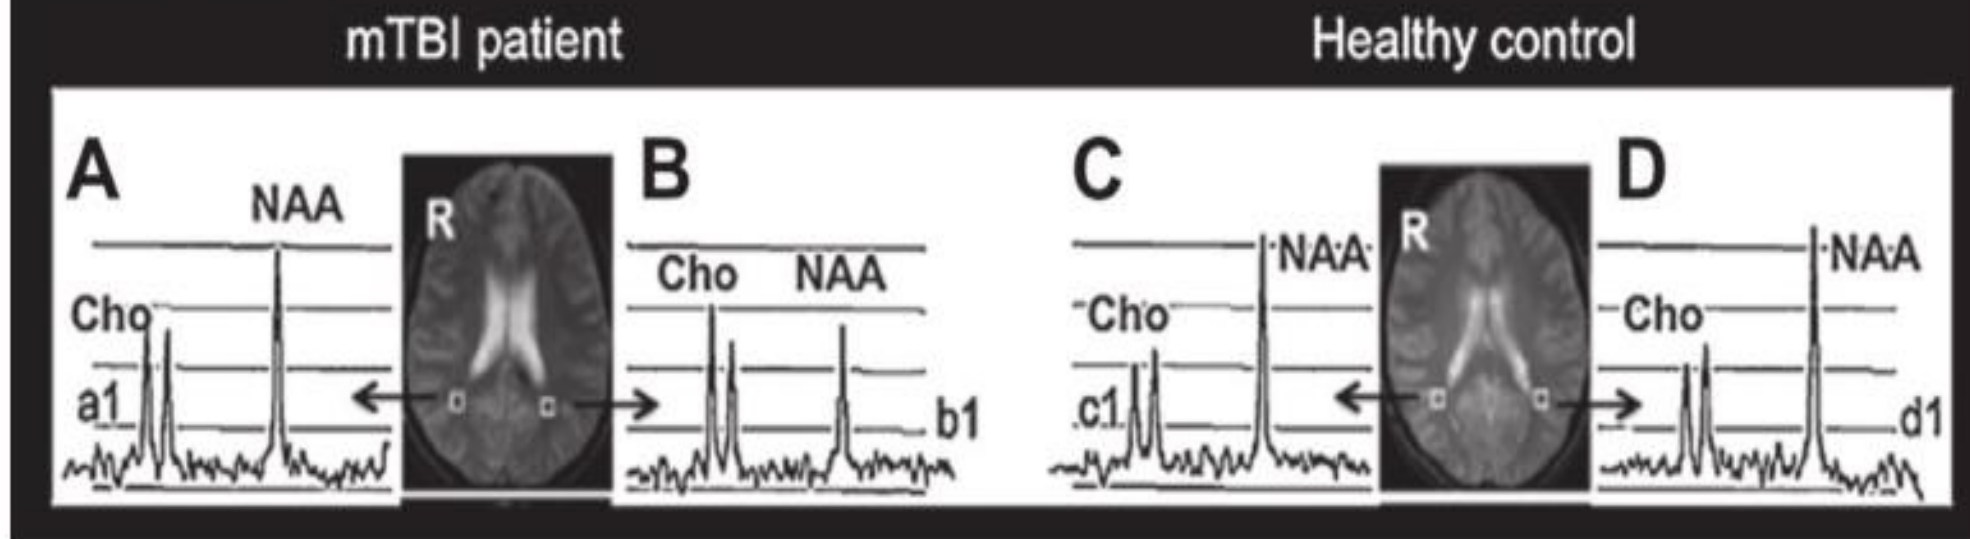 mTBI patient
Healthy control
A
NAA
Cho
a1
R
B
Cho NAA
b1
C
NAA
Cho
c1
R
D
NAA
Cho
d1